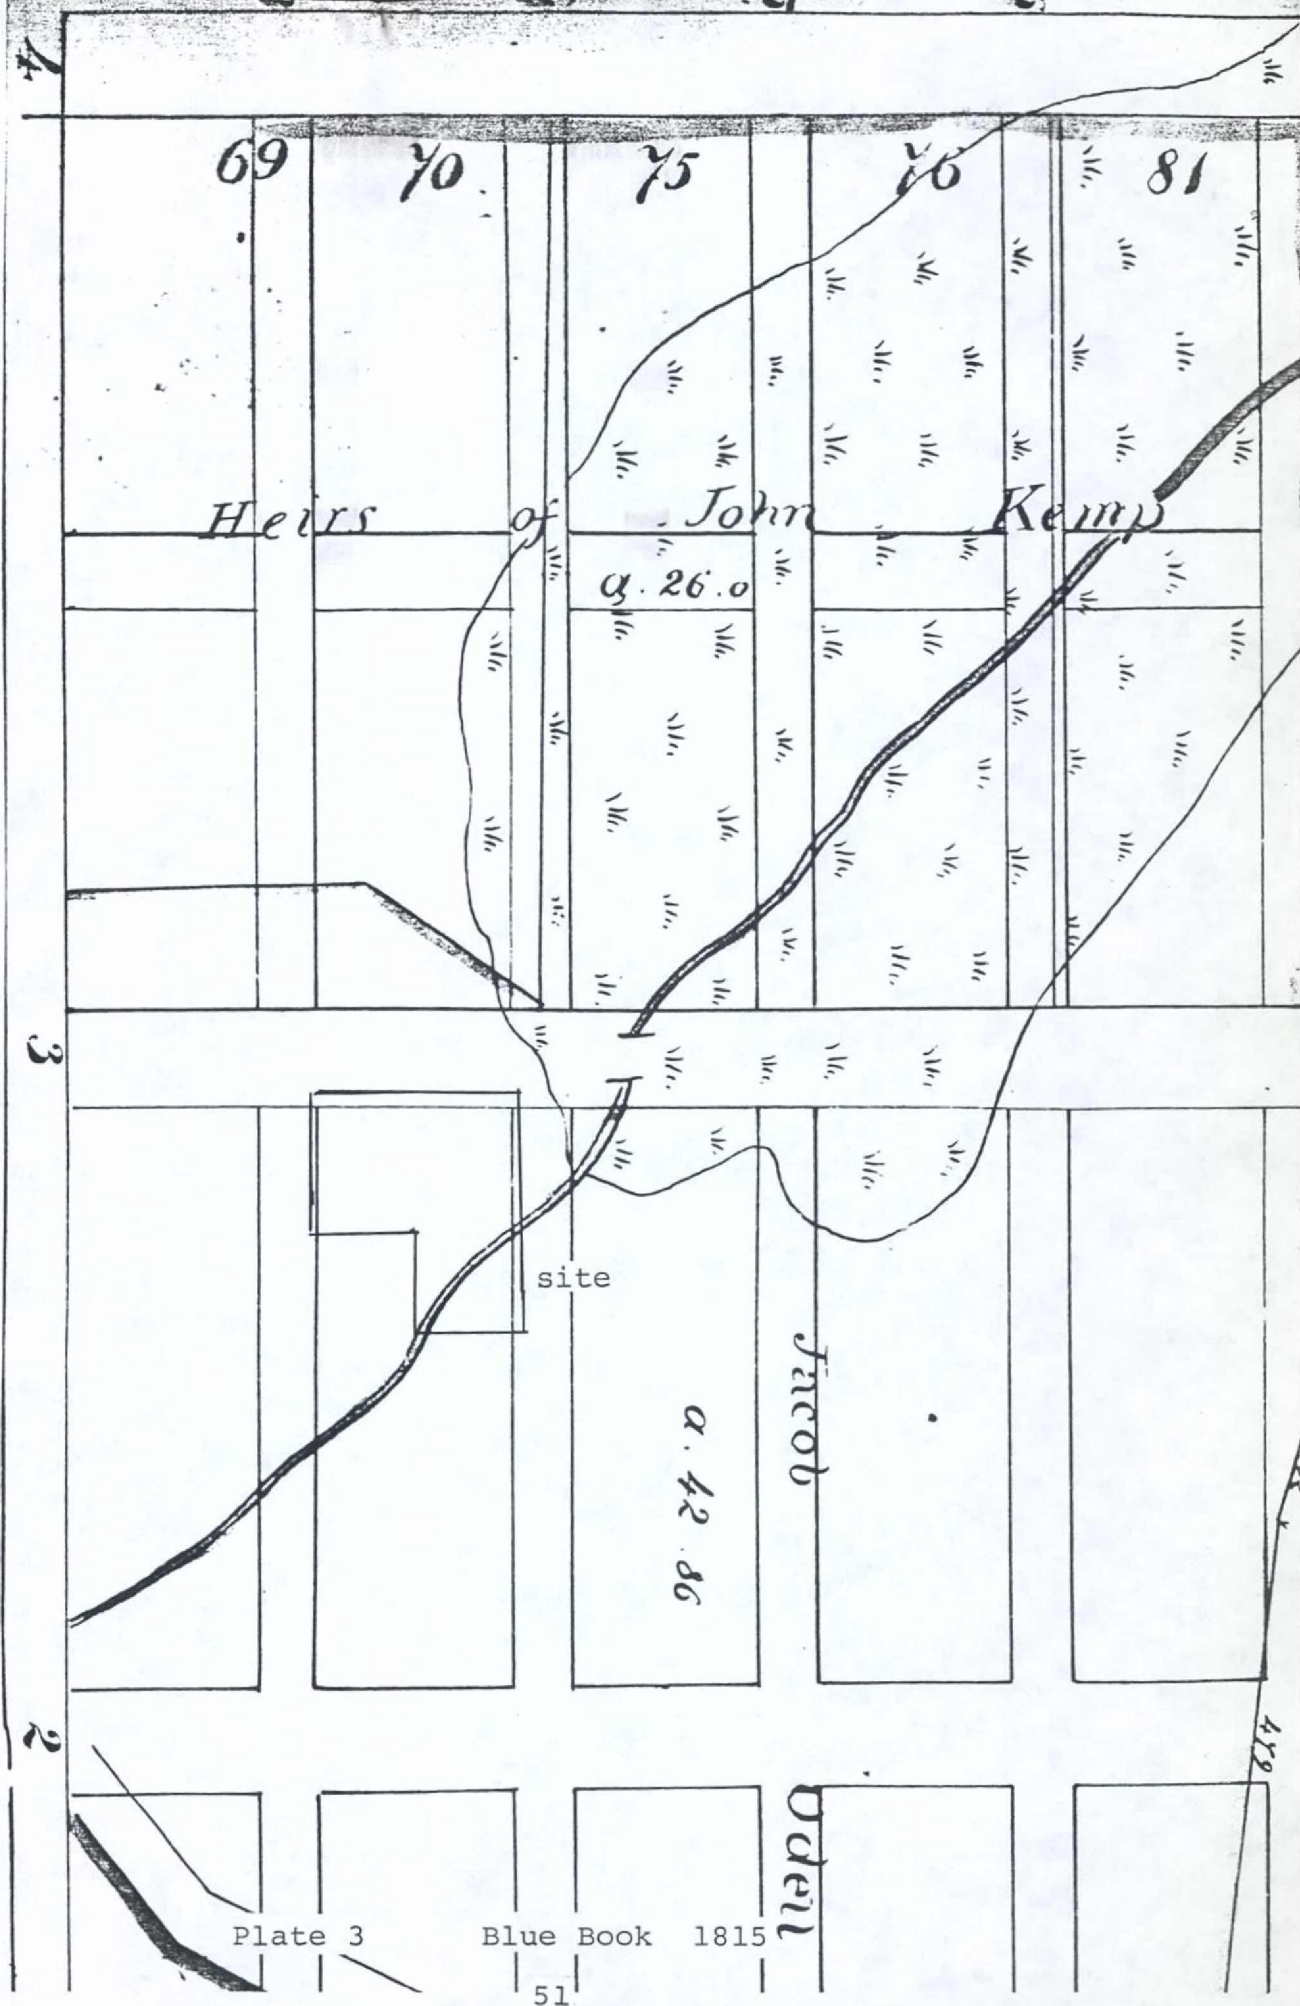 4
69 70 75 76 81
Heirs of John Kemp
a. 26. 0
3
site
Jacob
a. 42. 86
2
479
Odell
Plate 3 Blue Book 1815
51